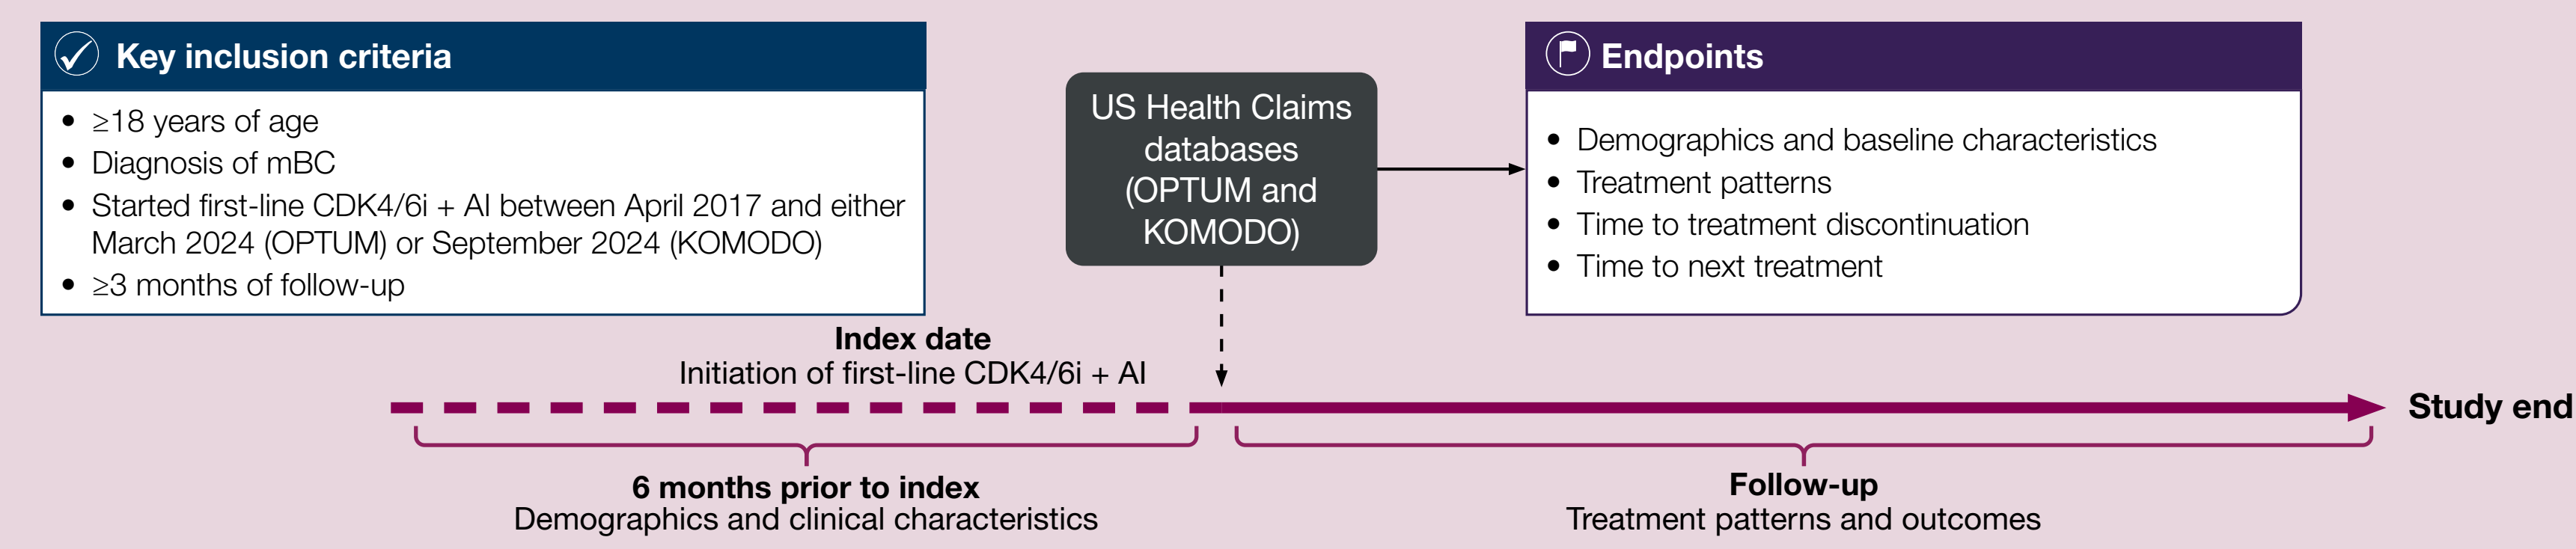 Key inclusion criteria
• ≥18 years of age
• Diagnosis of mBC
• Started first-line CDK4/6i + AI between April 2017 and either
March 2024 (OPTUM) or September 2024 (KOMODO)
• ≥3 months of follow-up
US Health Claims
databases
(OPTUM and
KOMODO)
Endpoints
• Demographics and baseline characteristics
• Treatment patterns
• Time to treatment discontinuation
• Time to next treatment
Index date
Initiation of first-line CDK4/6i + AI
Study end
6 months prior to index
Demographics and clinical characteristics
Follow-up
Treatment patterns and outcomes